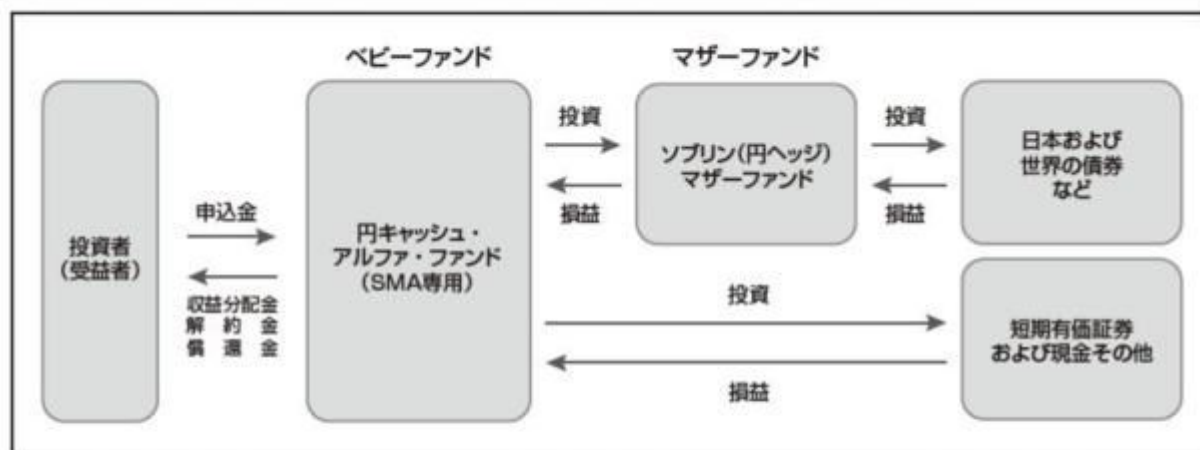 ベビーファンド
マザーファンド
投資者
(受益者)
申込金
収益分配金
解約金
償還金
円キャッシュ・
アルファ・ファンド
(SMA専用)
投資
損益
ソブリン(円ヘッジ)
マザーファンド
投資
損益
日本および
世界の債券
など
投資
損益
短期有価証券
および現金その他